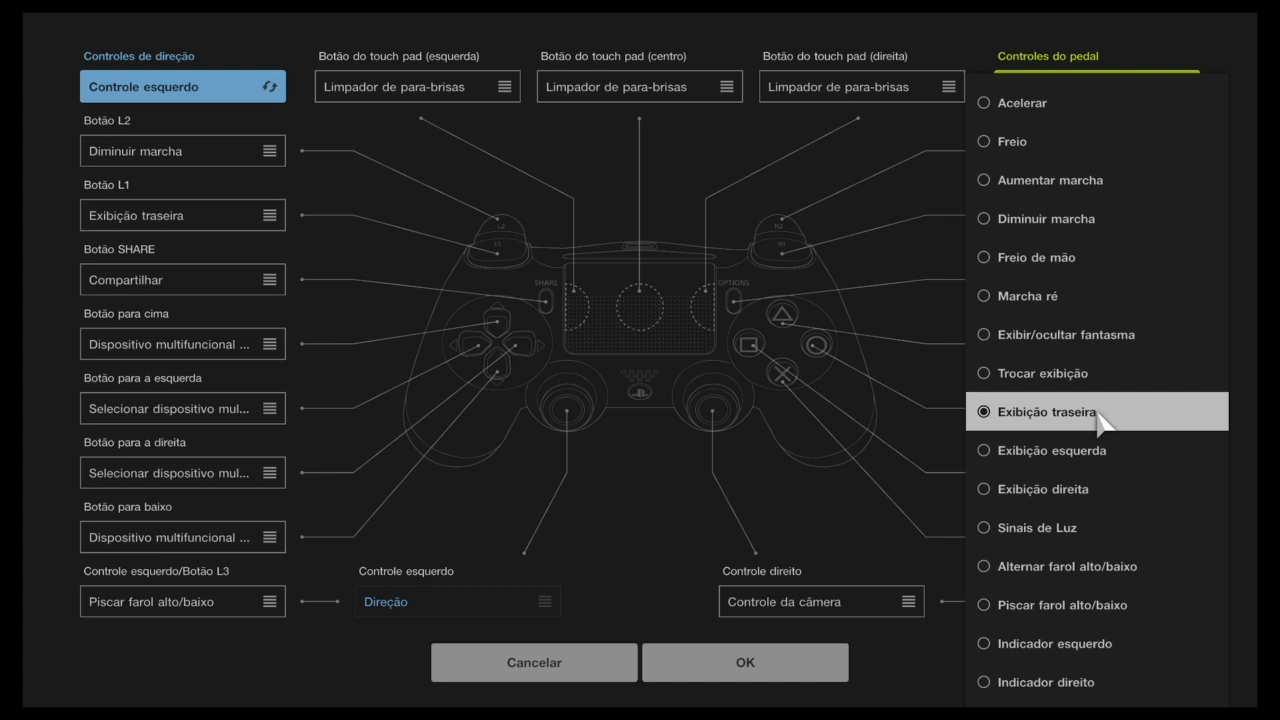 Controles de direção
Controle esquerdo
Botão L2
Diminuir marcha
Botão L1
Exibição traseira
Botão SHARE
Compartilhar
Botão para cima
Dispositivo multifuncional ...
Botão para a esquerda
Selecionar dispositivo mul...
Botão para a direita
Selecionar dispositivo mul...
Botão para baixo
Dispositivo multifuncional ...
Controle esquerdo/Botão L3
Piscar farol alto/baixo
Botão do touch pad (esquerda)
Limpador de para-brisas
Botão do touch pad (centro)
Limpador de para-brisas
Botão do touch pad (direita)
Limpador de para-brisas
L2
L1
SHARE
OPTIONS
R2
R1
Controle esquerdo
Direção
Controle direito
Controle da câmera
Cancelar
OK
Controles do pedal
Acelerar
Freio
Aumentar marcha
Diminuir marcha
Freio de mão
Marcha ré
Exibir/ocultar fantasma
Trocar exibição
Exibição traseira
Exibição esquerda
Exibição direita
Sinais de Luz
Alternar farol alto/baixo
Piscar farol alto/baixo
Indicador esquerdo
Indicador direito